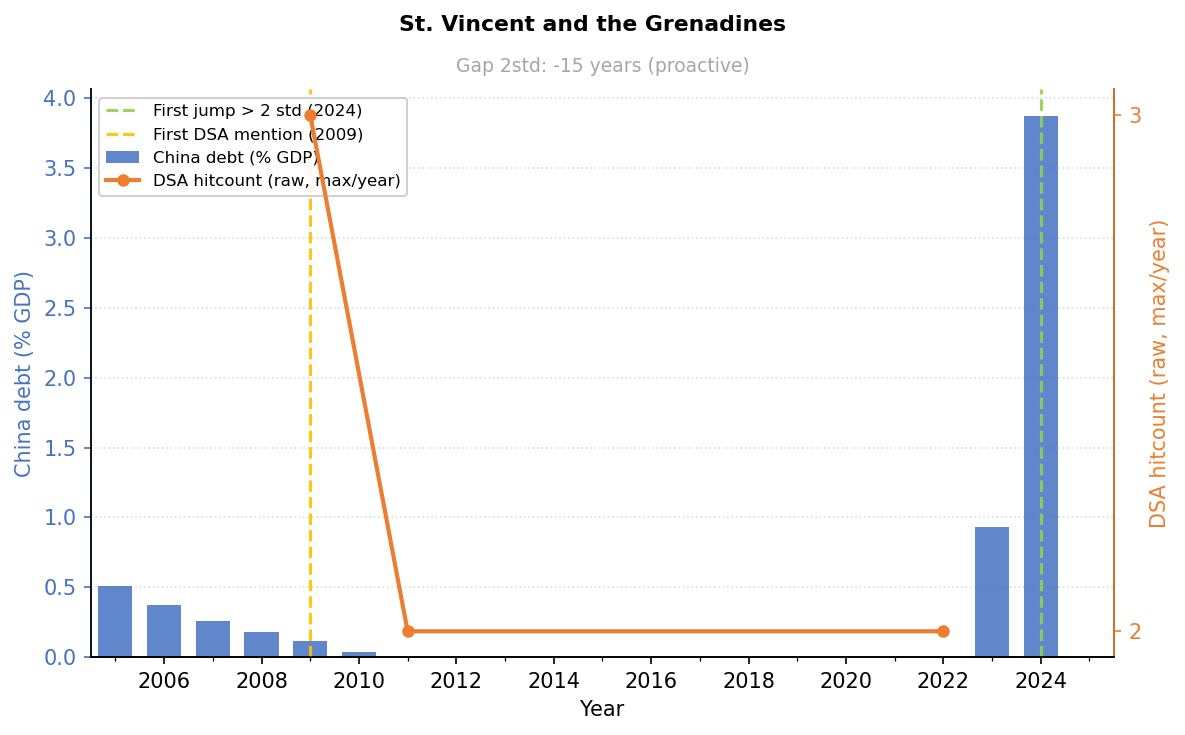 St. Vincent and the Grenadines
Gap 2std: -15 years (proactive)
First jump > 2 std (2024)
First DSA mention (2009)
China debt (% GDP)
DSA hitcount (raw, max/year)
China debt (% GDP)
4.0
3.5
3.0
2.5
2.0
1.5
1.0
0.5
0.0
3
2
DSA hitcount (raw, max/year)
2006 2008 2010 2012 2014 2016 2018 2020 2022 2024
Year